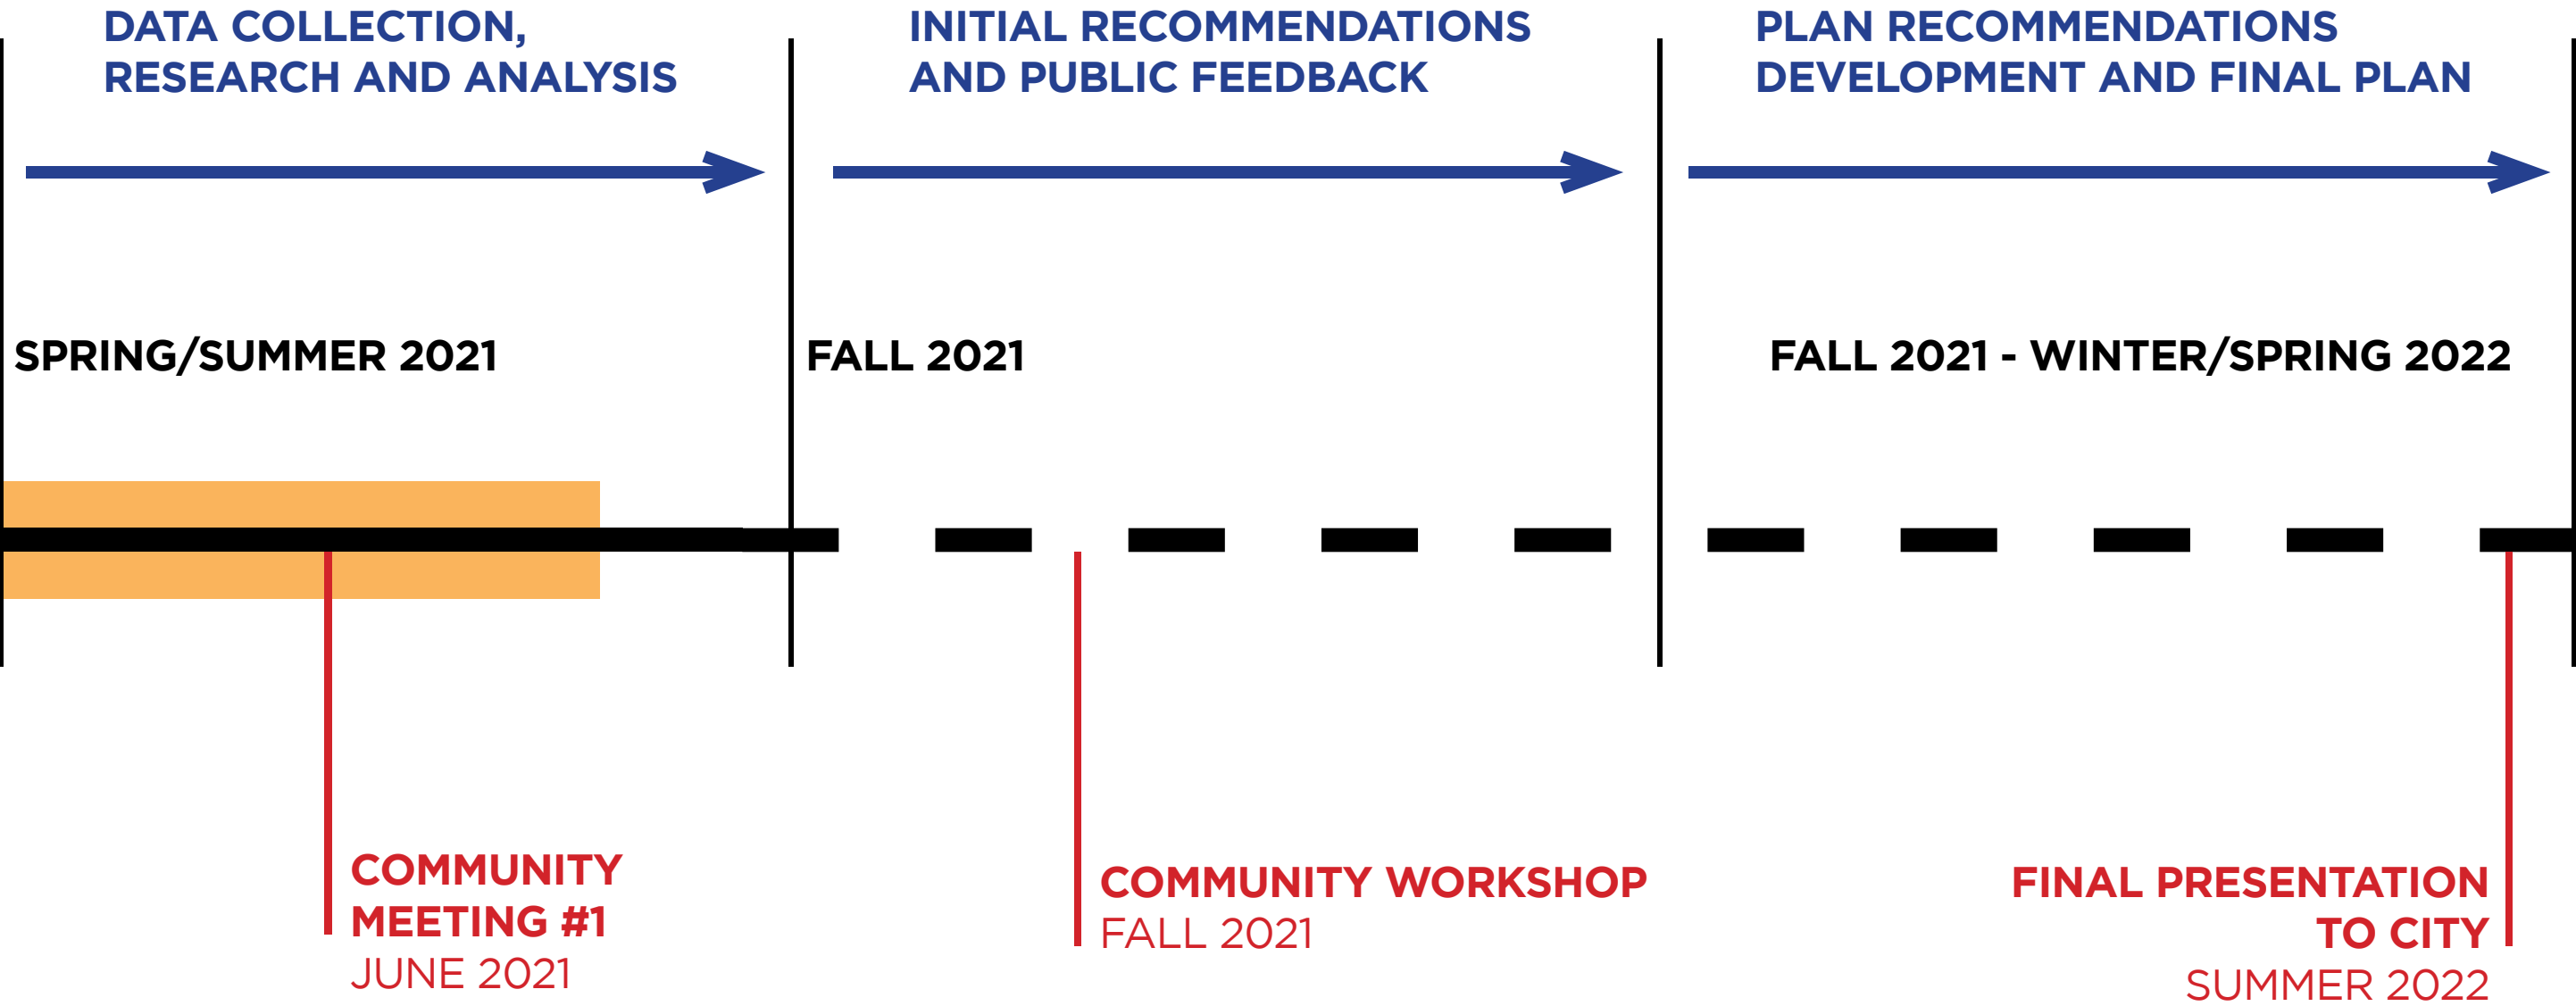 DATA COLLECTION,
RESEARCH AND ANALYSIS
INITIAL RECOMMENDATIONS
AND PUBLIC FEEDBACK
PLAN RECOMMENDATIONS
DEVELOPMENT AND FINAL PLAN
SPRING/SUMMER 2021
FALL 2021
FALL 2021 - WINTER/SPRING 2022
COMMUNITY
MEETING #1
JUNE 2021
COMMUNITY WORKSHOP
FALL 2021
FINAL PRESENTATION
TO CITY
SUMMER 2022